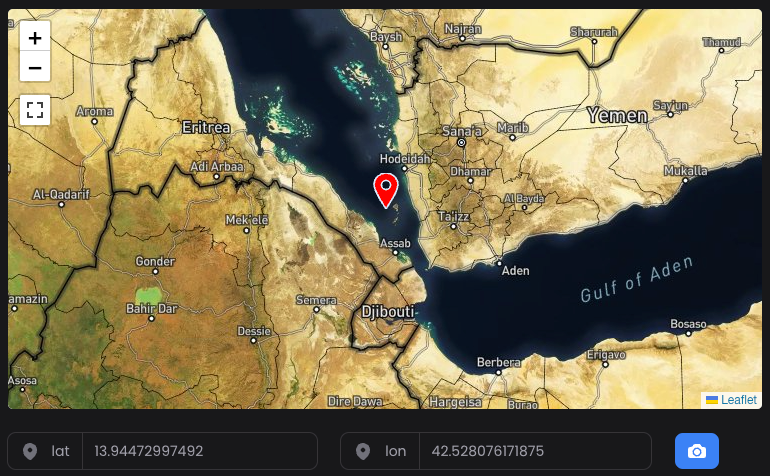 +
Baysh
Najran
Sharurah
Thamud
−
Aroma
Eritrea
Yemen
Say'un
Sana'a
Marib
Hodeidah
Adi Arbaa
Dhamar
Mukalla
Al-Qadarif
Al Bayda
Mek'ele
Ta'izz
Assab
Gonder
Aden
Gulf of Aden
amazin
Semera
Bahir Dar
Djibouti
Dessie
Bosaso
Erigavo
Berbera
Asosa
Dire Dawa
Hargeisa
Burao
Leaflet
lat 13.94472997492
lon 42.528076171875